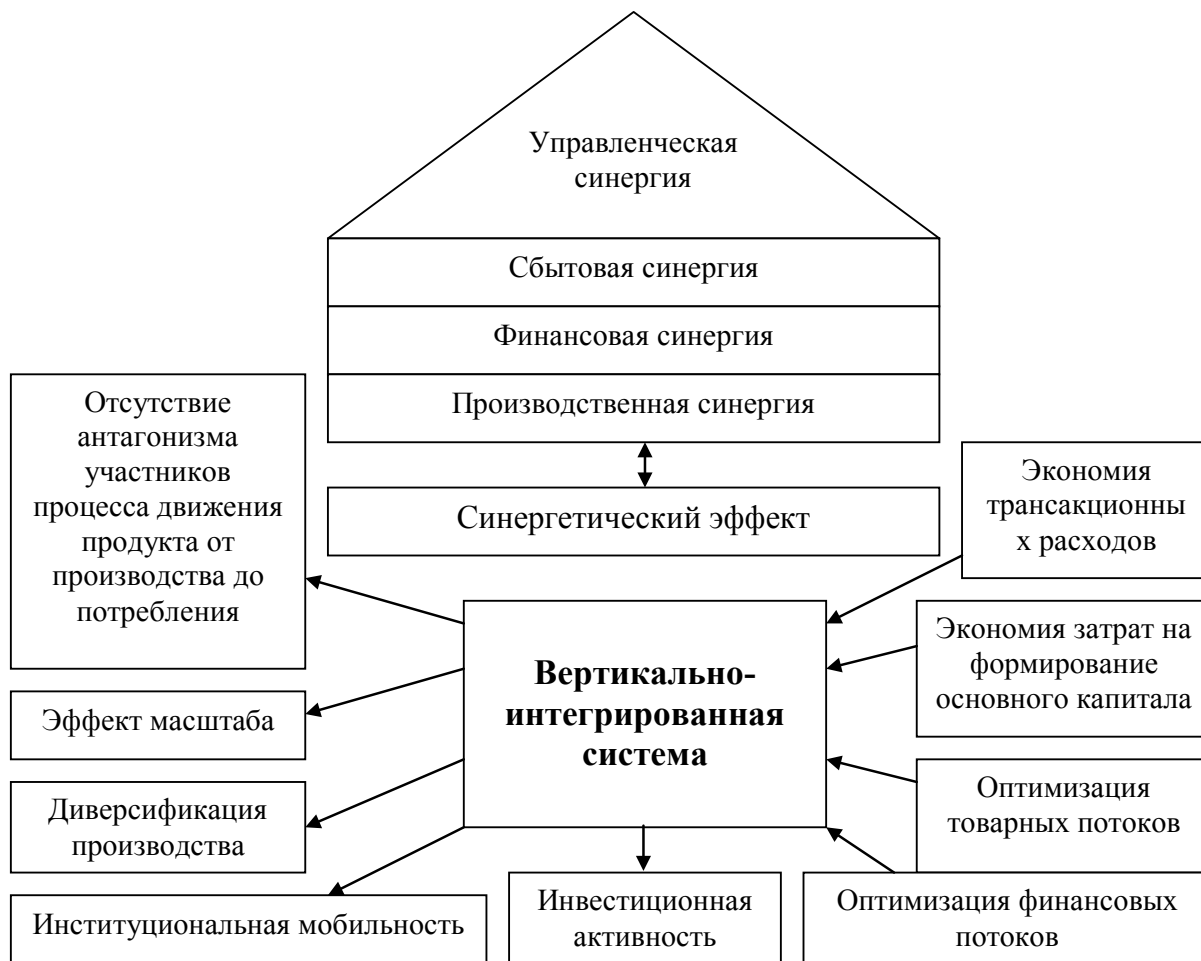 Управленческая
синергия
Сбытовая синергия
Финансовая синергия
Производственная синергия
Синергетический эффект
Отсутствие
антагонизма
участников
процесса движения
продукта от
производства до
потребления
Эффект масштаба
Диверсификация
производства
Институциональная мобильность
Вертикально-
интегрированная
система
Инвестиционная
активность
Экономия
трансакционны
х расходов
Экономия затрат на
формирование
основного капитала
Оптимизация
товарных потоков
Оптимизация финансовых
потоков